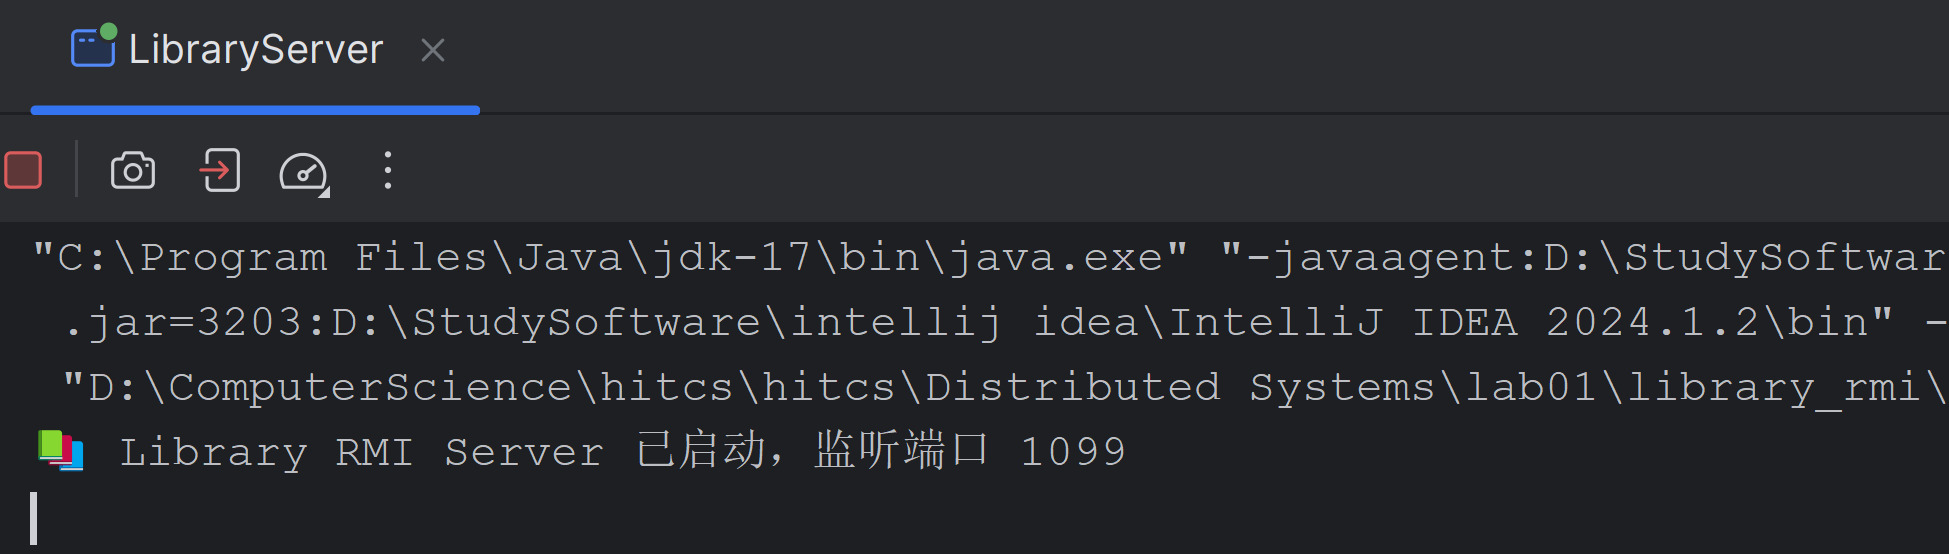 LibraryServer
"C:\Program Files\Java\jdk-17\bin\java.exe" "-javaagent:D:\StudySoftwar
.jar=3203:D:\StudySoftware\intellij idea\IntelliJ IDEA 2024.1.2\bin" -
"D:\ComputerScience\hitcs\hitcs\Distributed Systems\lab01\library_rmi\
📚 Library RMI Server 已启动，监听端口 1099